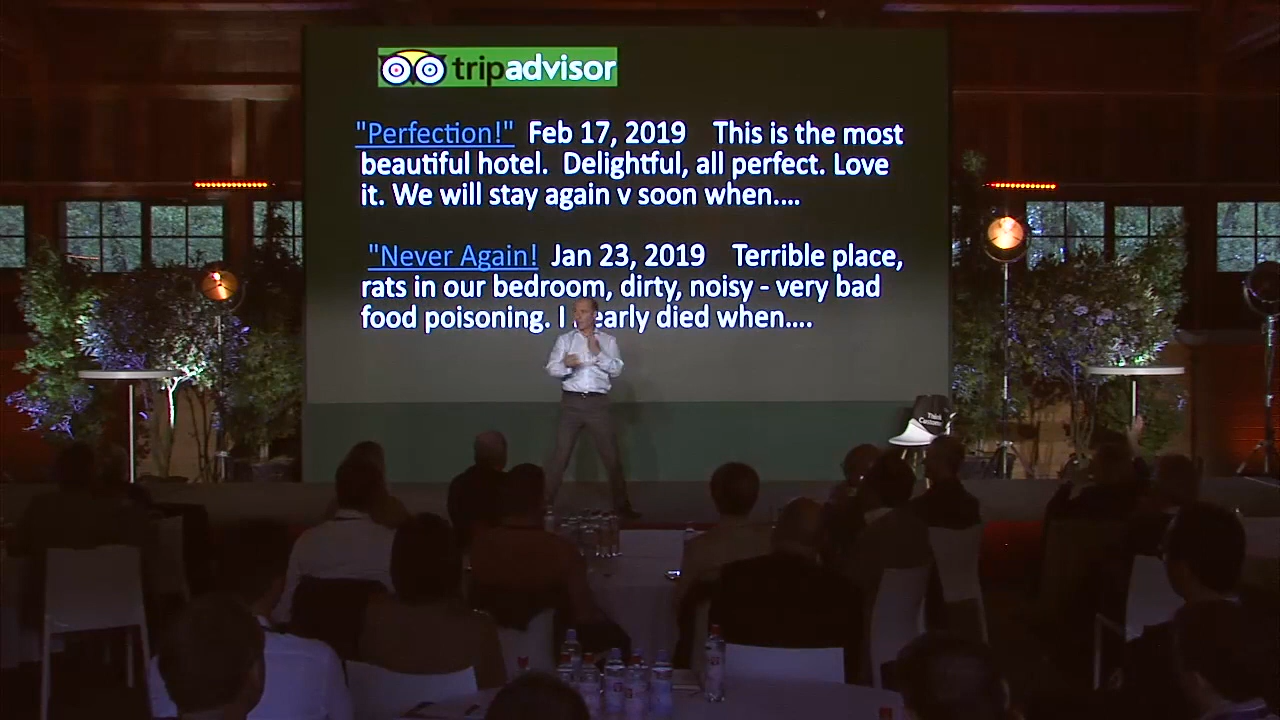 tripadvisor
"Perfection!" Feb 17, 2019 This is the most
beautiful hotel. Delightful, all perfect. Love
it. We will stay again v soon when....
"Never Again! Jan 23, 2019 Terrible place,
rats in our bedroom, dirty, noisy - very bad
food poisoning. I early died when....
Think